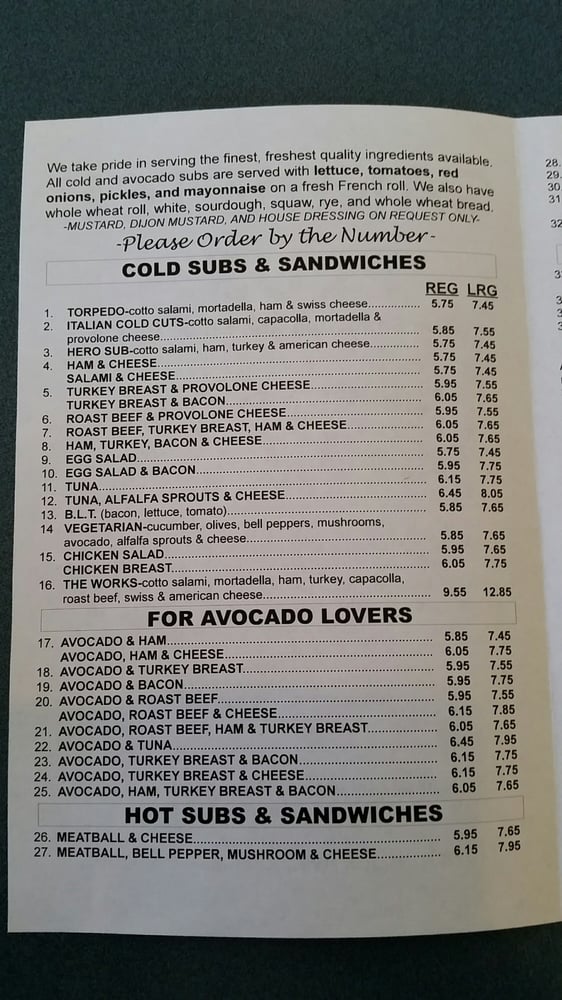 We take pride in serving the finest, freshest quality ingredients available.
All cold and avocado subs are served with lettuce, tomatoes, red
onions, pickles, and mayonnaise on a fresh French roll. We also have
whole wheat roll, white, sourdough, squaw, rye, and whole wheat bread.
-MUSTARD, DIJON MUSTARD, AND HOUSE DRESSING ON REQUEST ONLY-
-Please Order by the Number-
COLD SUBS & SANDWICHES
REG LRG
1. TORPEDO-cotto salami, mortadella, ham & swiss cheese................ 5.75 7.45
2. ITALIAN COLD CUTS-cotto salami, capacolla, mortadella &
provolone cheese................ 5.85 7.55
3. HERO SUB-cotto salami, ham, turkey & american cheese................ 5.75 7.45
4. HAM & CHEESE................ 5.75 7.45
SALAMI & CHEESE................ 5.75 7.45
5. TURKEY BREAST & PROVOLONE CHEESE................ 5.95 7.55
TURKEY BREAST & BACON................ 6.05 7.65
6. ROAST BEEF & PROVOLONE CHEESE................ 5.95 7.55
7. ROAST BEEF, TURKEY BREAST, HAM & CHEESE................ 6.05 7.65
8. HAM, TURKEY, BACON & CHEESE................ 6.05 7.65
9. EGG SALAD................ 5.75 7.45
10. EGG SALAD & BACON................ 5.95 7.75
11. TUNA................ 6.15 7.75
12. TUNA, ALFALFA SPROUTS & CHEESE................ 6.45 8.05
13. B.L.T. (bacon, lettuce, tomato)................ 5.85 7.65
14 VEGETARIAN-cucumber, olives, bell peppers, mushrooms,
avocado, alfalfa sprouts & cheese................ 5.85 7.65
15. CHICKEN SALAD................ 5.95 7.65
CHICKEN BREAST................ 6.05 7.75
16. THE WORKS-cotto salami, mortadella, ham, turkey, capacolla,
roast beef, swiss & american cheese................ 9.55 12.85
FOR AVOCADO LOVERS
17. AVOCADO & HAM................ 5.85 7.45
AVOCADO, HAM & CHEESE................ 6.05 7.75
18. AVOCADO & TURKEY BREAST................ 5.95 7.55
19. AVOCADO & BACON................ 5.95 7.75
20. AVOCADO & ROAST BEEF................ 5.95 7.55
AVOCADO, ROAST BEEF & CHEESE................ 6.15 7.85
21. AVOCADO, ROAST BEEF, HAM & TURKEY BREAST................ 6.05 7.65
22. AVOCADO & TUNA................ 6.45 7.95
23. AVOCADO, TURKEY BREAST & BACON................ 6.15 7.75
24. AVOCADO, TURKEY BREAST & CHEESE................ 6.15 7.75
25. AVOCADO, HAM, TURKEY BREAST & BACON................ 6.05 7.65
HOT SUBS & SANDWICHES
26. MEATBALL & CHEESE................ 5.95 7.65
27. MEATBALL, BELL PEPPER, MUSHROOM & CHEESE................ 6.15 7.95
28.
29.
30.
31
32